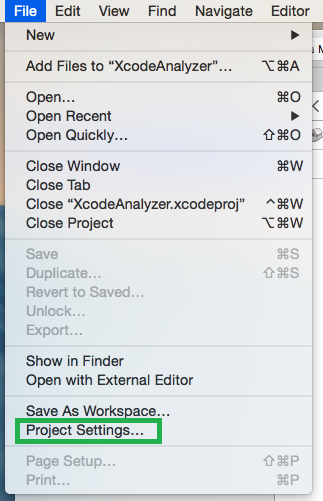 File Edit View Find Navigate Editor
New ▶
Add Files to “XcodeAnalyzer”… ⌥⌘A
Open… ⌘O
Open Recent ▶
Open Quickly… ⇧⌘O
Close Window ⌘W
Close Tab
Close “XcodeAnalyzer.xcodeproj” ^⌘W
Close Project ⌥⌘W
Save ⌘S
Duplicate… ⇧⌘S
Revert to Saved…
Unlock…
Export…
Show in Finder
Open with External Editor
Save As Workspace…
Project Settings…
Page Setup… ⇧⌘P
Print… ⌘P